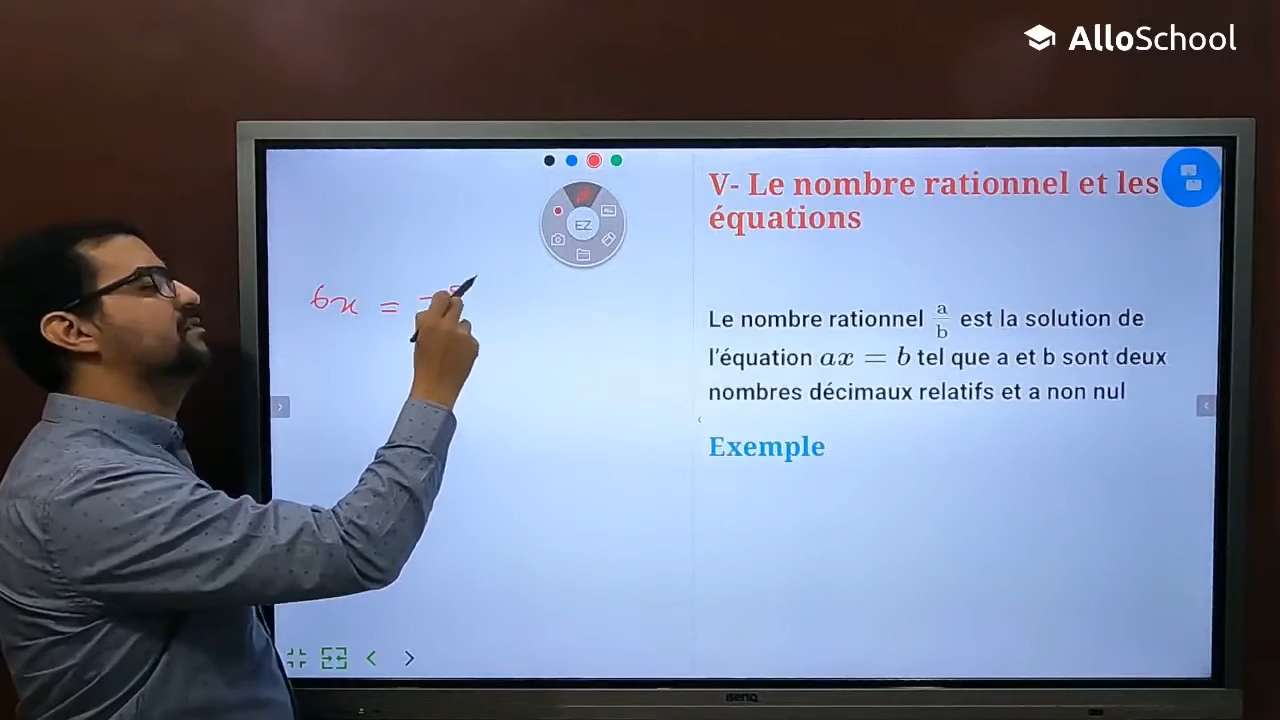 AlloSchool
V- Le nombre rationnel et les
équations
EZ
6x =
Le nombre rationnel a/b est la solution de
l'équation ax = b tel que a et b sont deux
nombres décimaux relatifs et a non nul
Exemple
BenQ